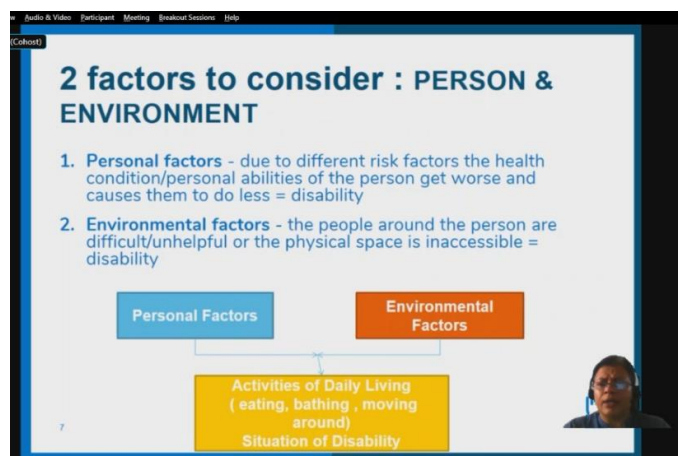 w Audio & Video Participant Meeting Breakout Sessions Help
(Cohost)
2 factors to consider : PERSON &
ENVIRONMENT
1. Personal factors - due to different risk factors the health
condition/personal abilities of the person get worse and
causes them to do less = disability
2. Environmental factors - the people around the person are
difficult/unhelpful or the physical space is inaccessible =
disability
Personal Factors
Environmental
Factors
Activities of Daily Living
( eating, bathing , moving
around)
Situation of Disability
7